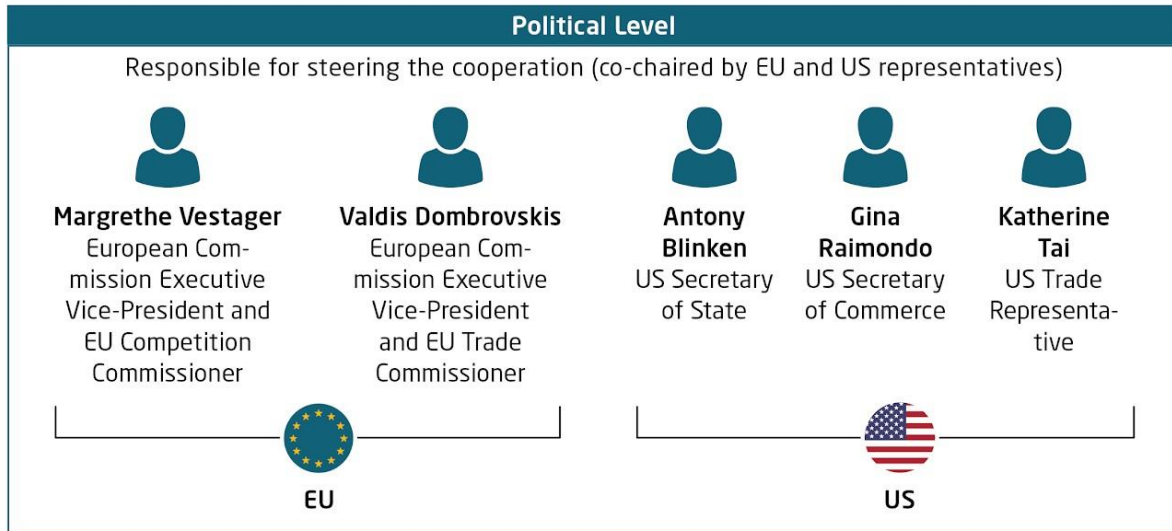 Political Level
Responsible for steering the cooperation (co-chaired by EU and US representatives)
Margrethe Vestager
European Com-
mission Executive
Vice-President and
EU Competition
Commissioner
Valdis Dombrovskis
European Com-
mission Executive
Vice-President
and EU Trade
Commissioner
Antony
Blinken
US Secretary
of State
Gina
Raimondo
US Secretary
of Commerce
Katherine
Tai
US Trade
Representa-
tive
EU
US